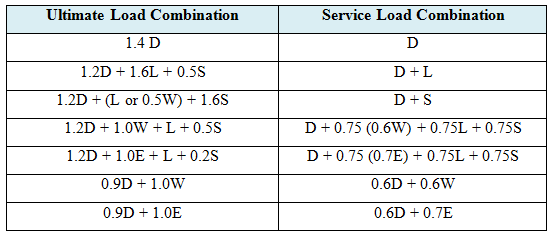 Ultimate Load Combination Service Load Combination
1.4 D D
1.2D + 1.6L + 0.5S D + L
1.2D + (L or 0.5W) + 1.6S D + S
1.2D + 1.0W + L + 0.5S D + 0.75 (0.6W) + 0.75L + 0.75S
1.2D + 1.0E + L + 0.2S D + 0.75 (0.7E) + 0.75L + 0.75S
0.9D + 1.0W 0.6D + 0.6W
0.9D + 1.0E 0.6D + 0.7E